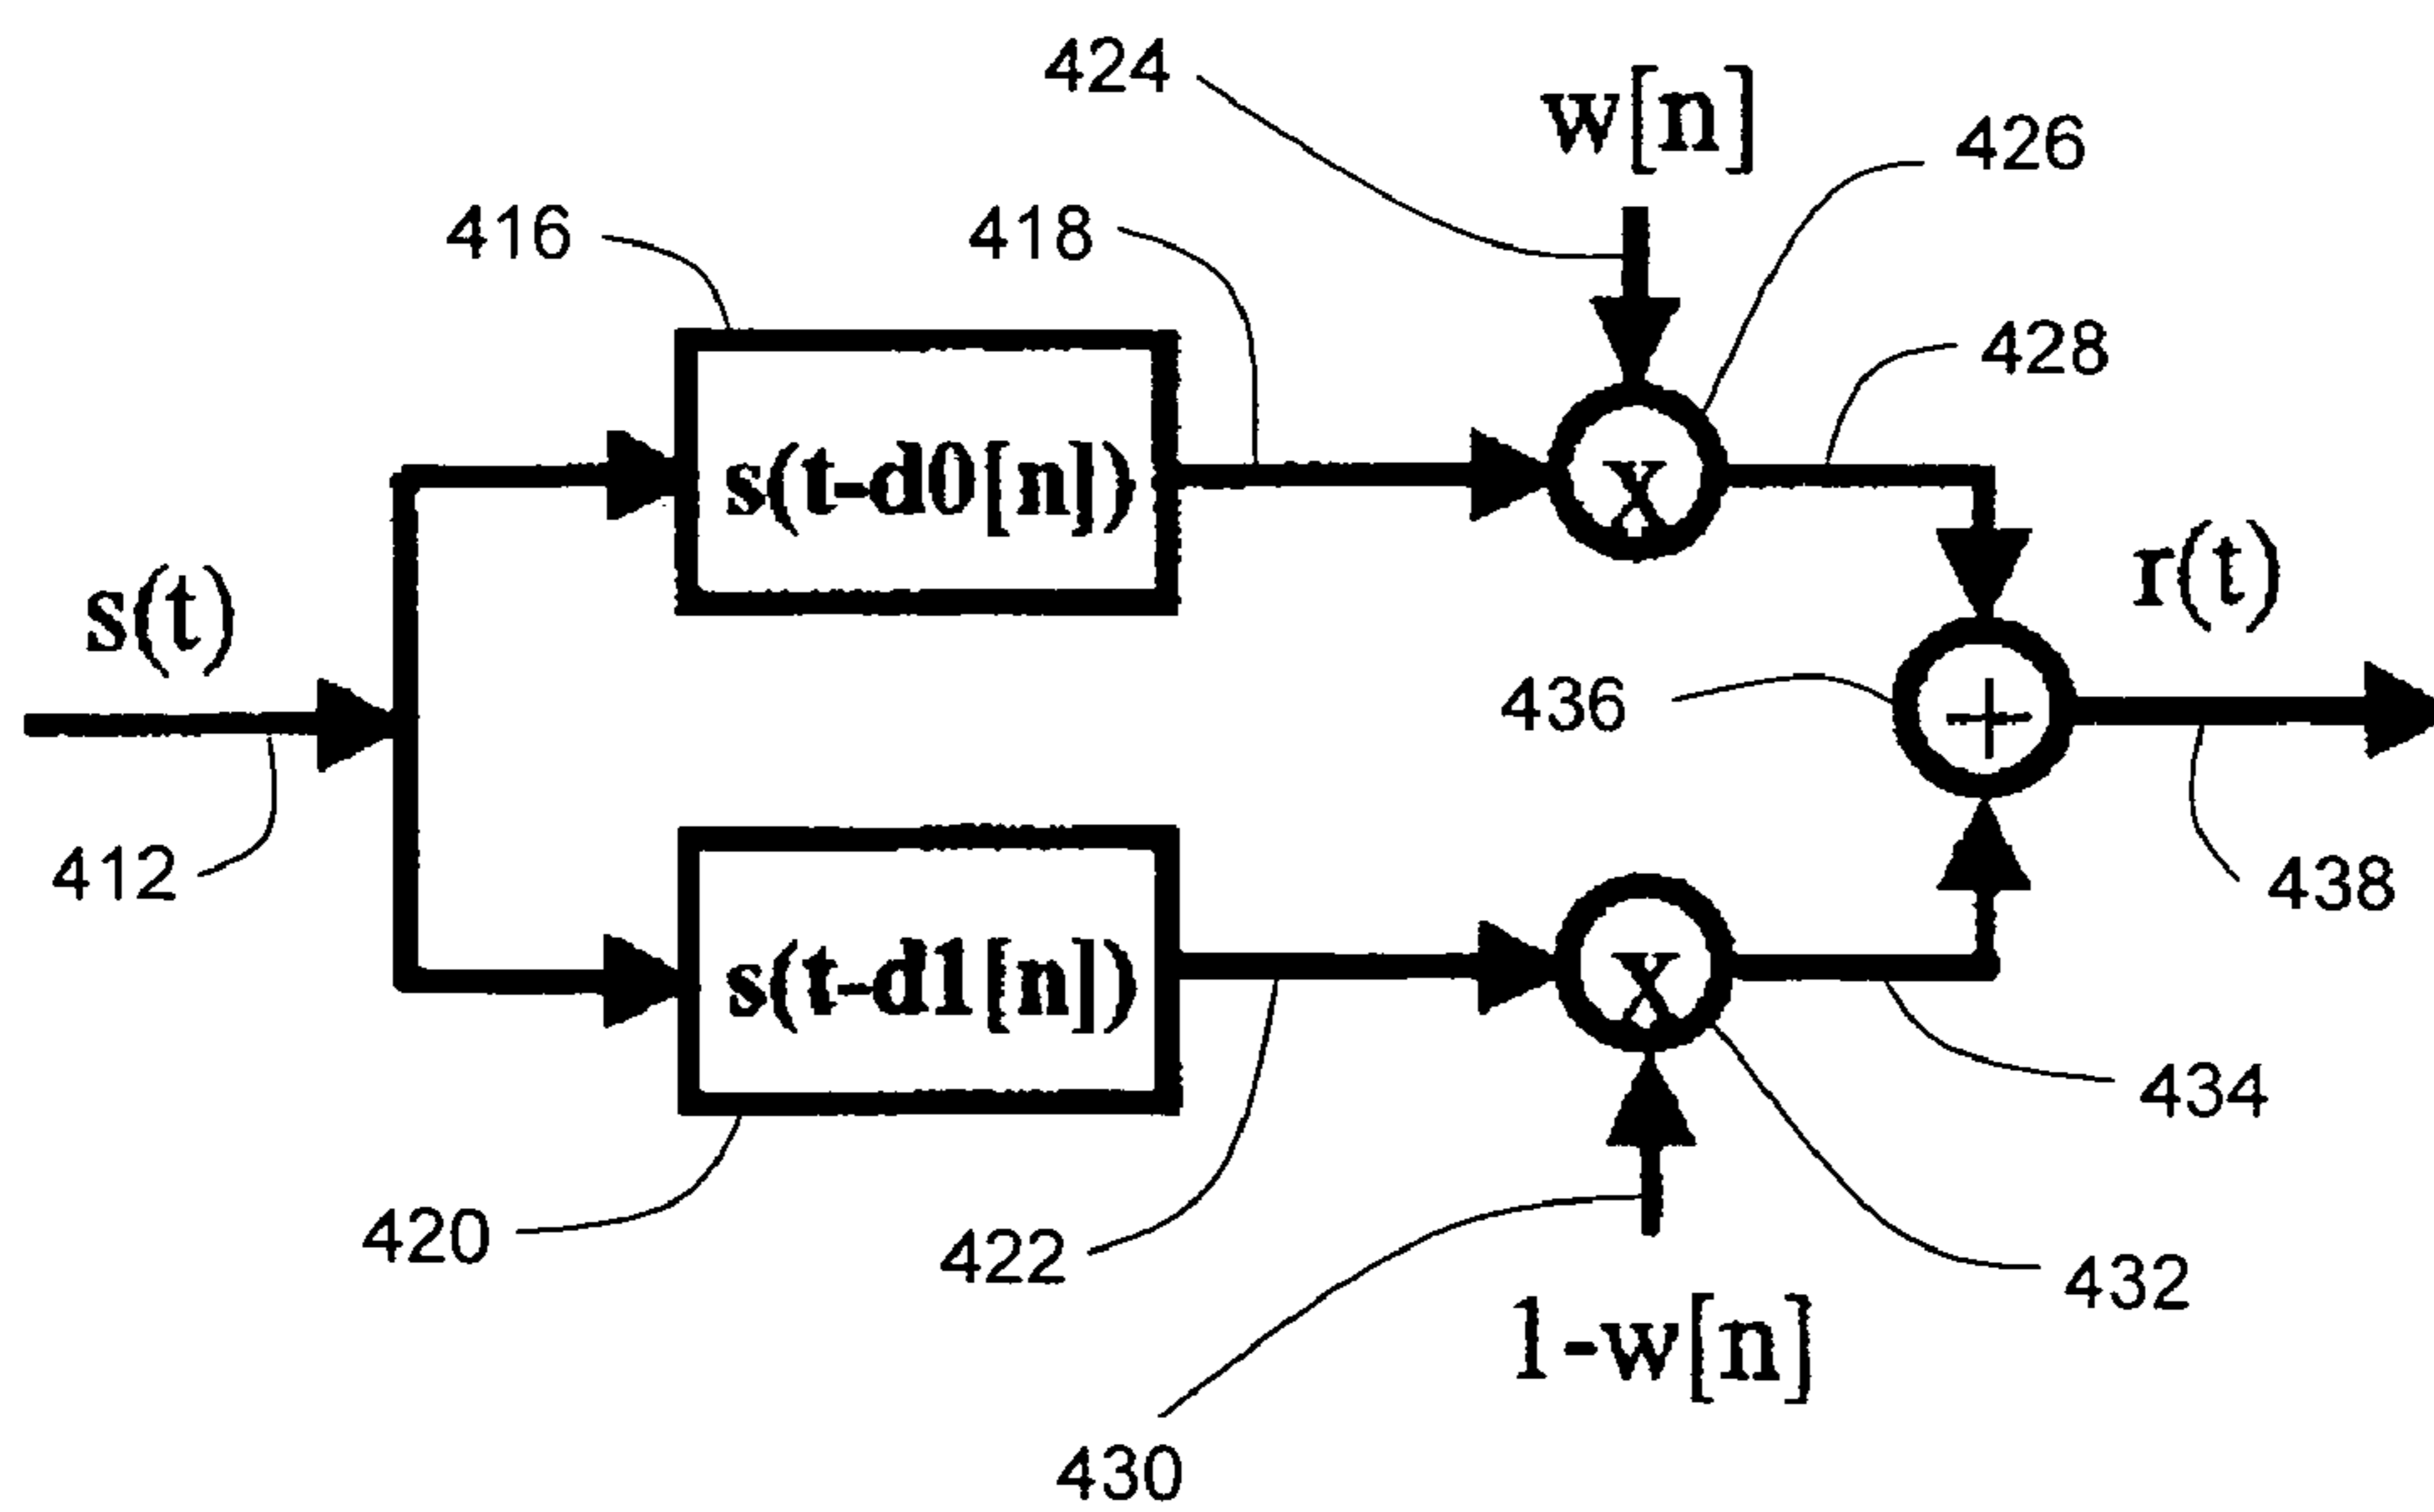 424
w[n]
426
416
418
428
s(t-d0[n])
x
s(t)
r(t)
436
+
412
438
s(t-d1[n])
x
434
420
422
432
1-w[n]
430